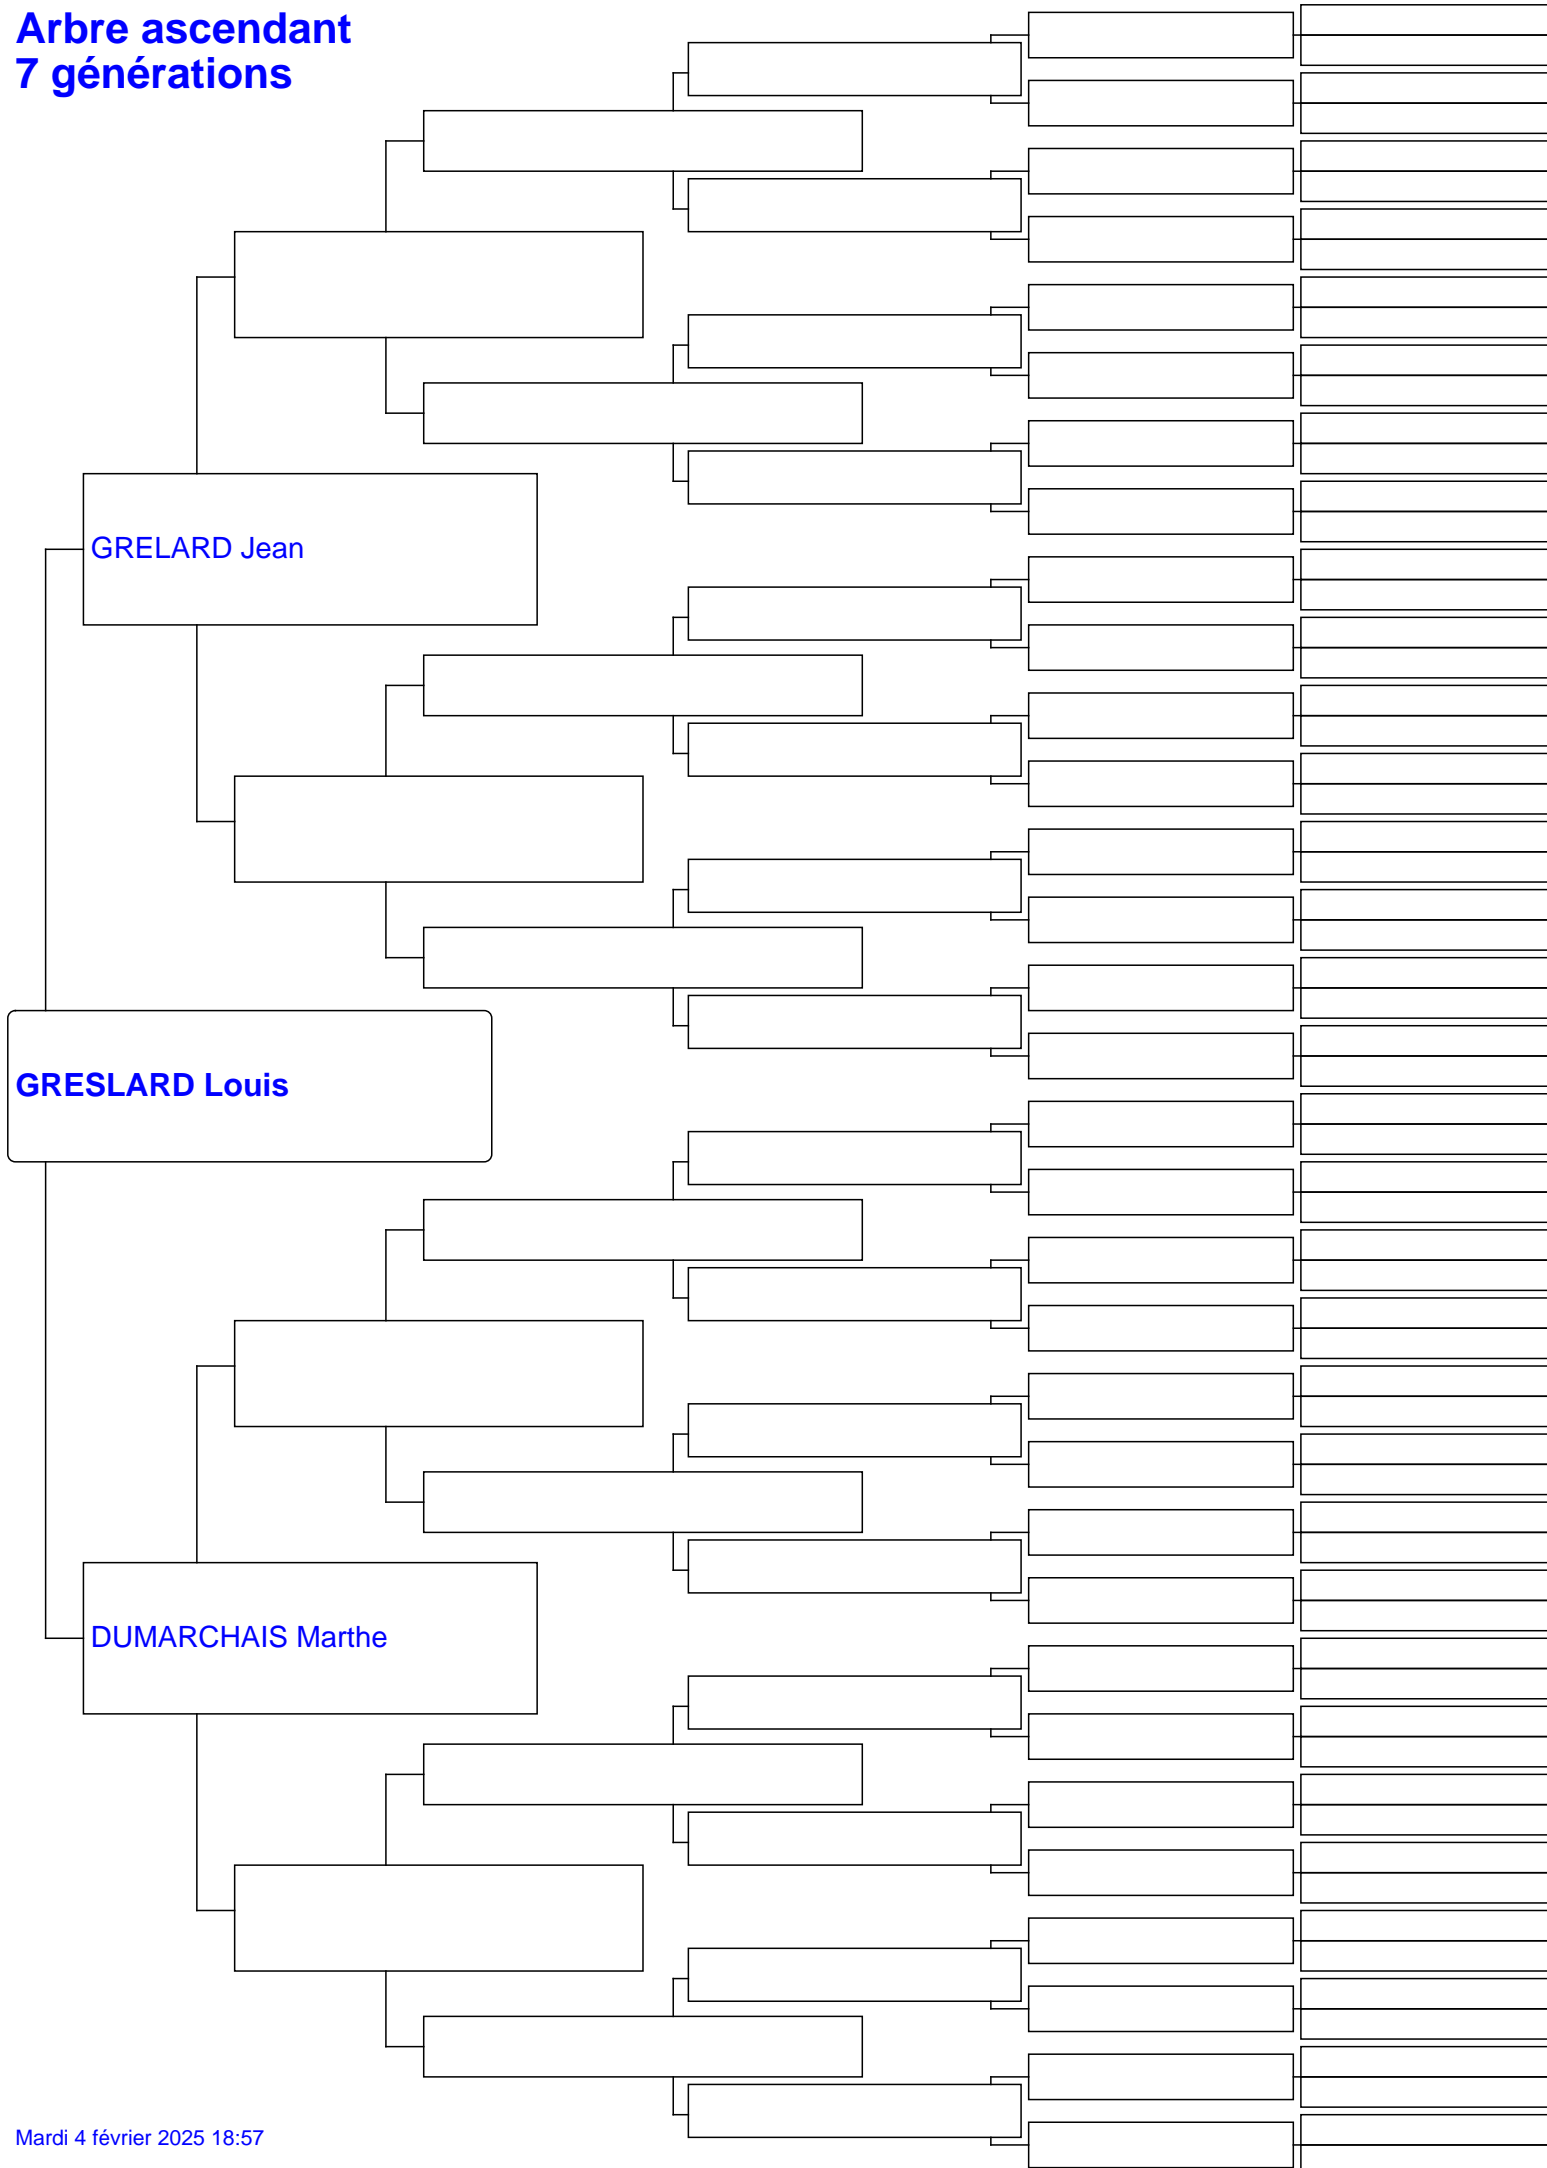 Arbre ascendant
7 générations
GRELARD Jean
GRESLARD Louis
DUMARCHAIS Marthe
Mardi 4 février 2025 18:57